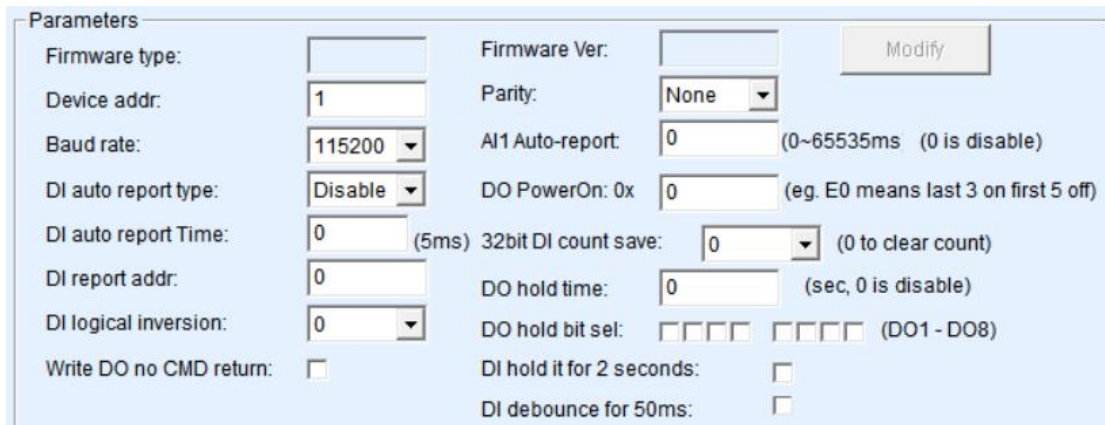 Parameters
Firmware type: Firmware Ver: Modify
Device addr: 1 Parity: None
Baud rate: 115200 AI1 Auto-report: 0 (0~65535ms (0 is disable)
DI auto report type: Disable DO PowerOn: 0x 0 (eg. E0 means last 3 on first 5 off)
DI auto report Time: 0 (5ms) 32bit DI count save: 0 (0 to clear count)
DI report addr: 0 DO hold time: 0 (sec, 0 is disable)
DI logical inversion: 0 DO hold bit sel: (DO1 - DO8)
Write DO no CMD return: DI hold it for 2 seconds:
DI debounce for 50ms: